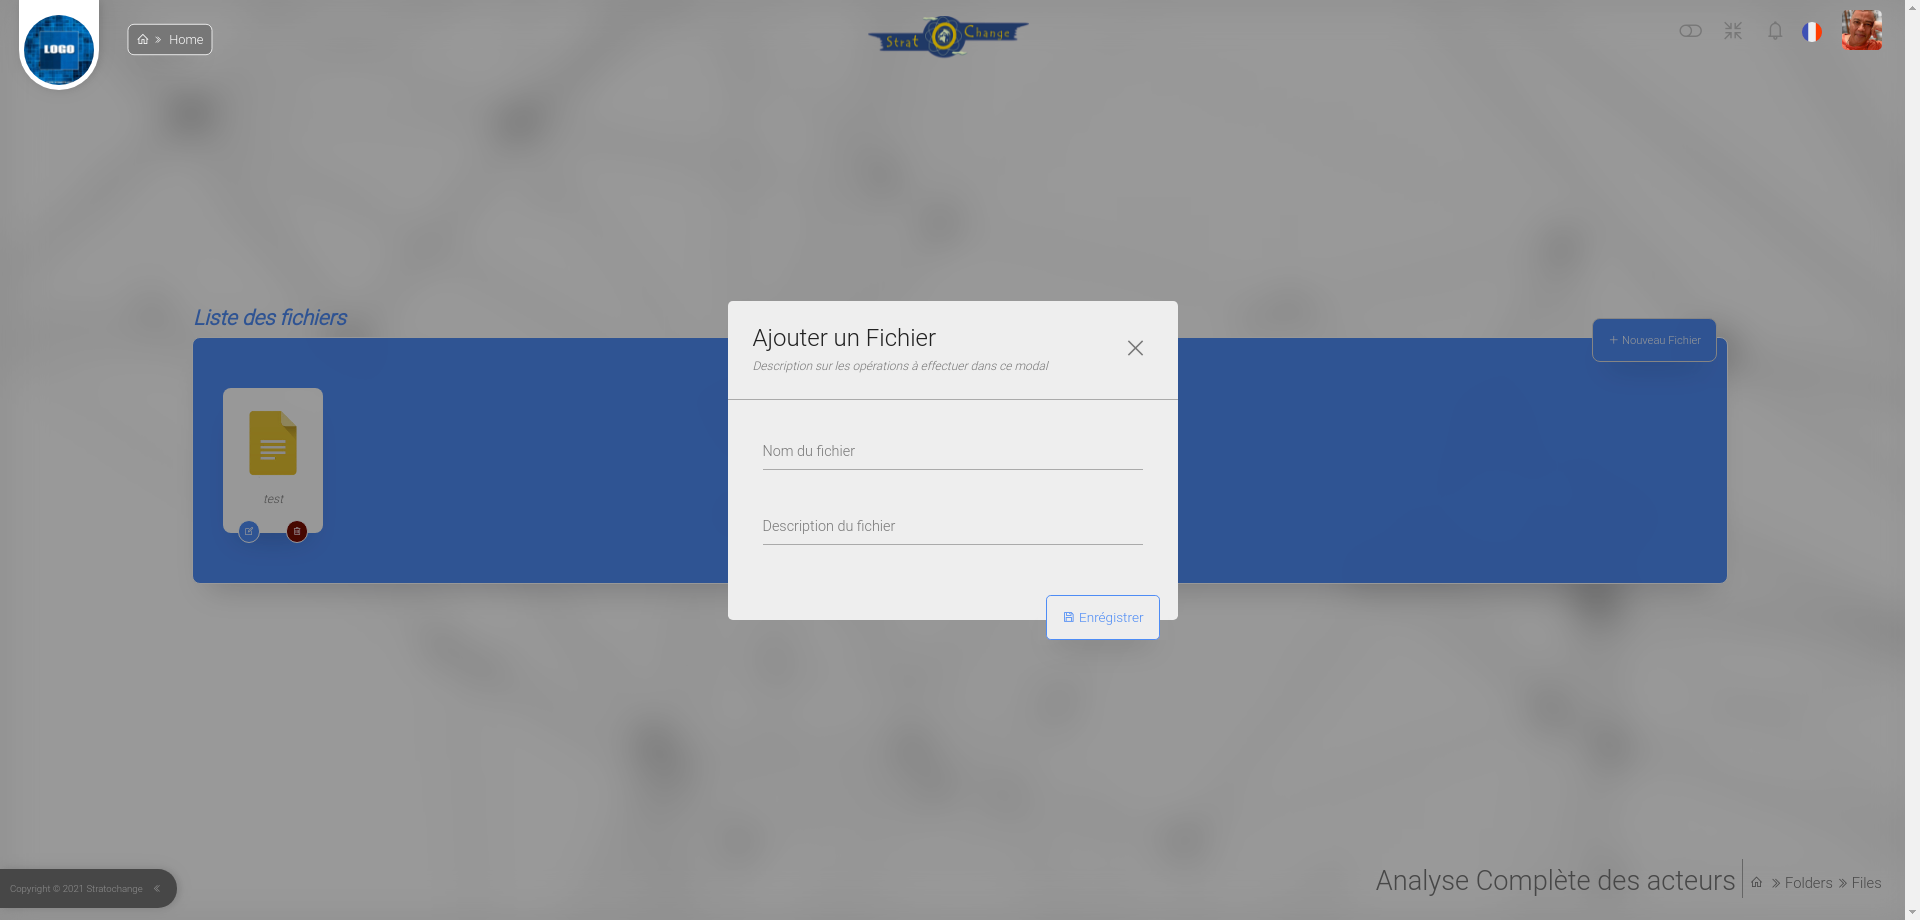 LOGO
Home
Strat Change
Liste des fichiers
Nouveau Fichier
test
Ajouter un Fichier
Description sur les opérations à effectuer dans ce modal
Nom du fichier
Description du fichier
Enrégistrer
Copyright © 2021 Stratochange
Analyse Complète des acteurs
Folders
Files